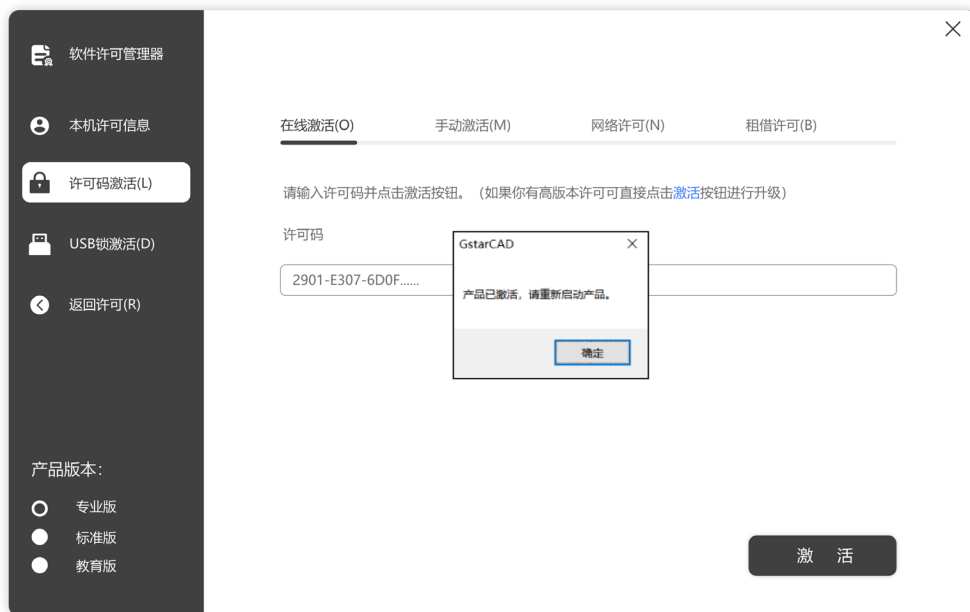 软件许可管理器
本机许可信息
许可码激活(L)
USB锁激活(D)
返回许可(R)
产品版本：
专业版
标准版
教育版
在线激活(O)
手动激活(M)
网络许可(N)
租借许可(B)
请输入许可码并点击激活按钮。（如果你有高版本许可可直接点击激活按钮进行升级）
许可码
2901-E307-6D0F......
GstarCAD
产品已激活，请重新启动产品。
确定
激 活